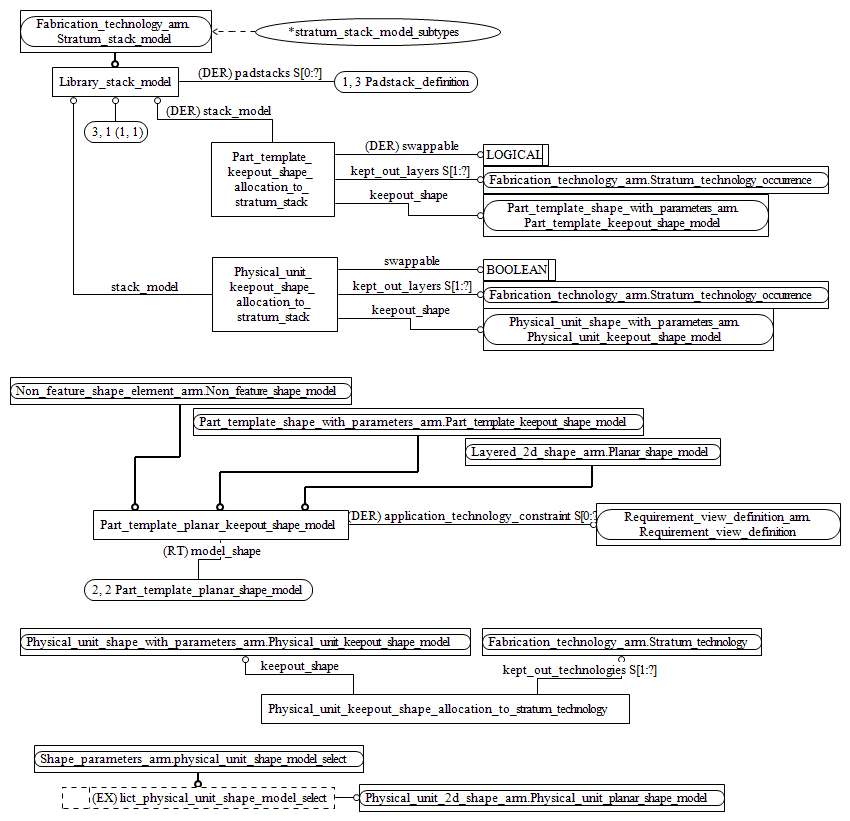 Fabrication_technology_arm.
Stratum_stack_model
*stratum_stack_model_subtypes
Library_stack_model
(DER) padstacks S[0:?]
1, 3 Padstack_definition
3, 1 (1, 1)
(DER) stack_model
Part_template_
keepout_shape_
allocation_to_
stratum_stack
(DER) swappable
LOGICAL
kept_out_layers S[1:?]
Fabrication_technology_arm.Stratum_technology_occurrence
keepout_shape
Part_template_shape_with_parameters_arm.
Part_template_keepout_shape_model
stack_model
Physical_unit_
keepout_shape_
allocation_to_
stratum_stack
swappable
BOOLEAN
kept_out_layers S[1:?]
Fabrication_technology_arm.Stratum_technology_occurrence
keepout_shape
Physical_unit_shape_with_parameters_arm.
Physical_unit_keepout_shape_model
Non_feature_shape_element_arm.Non_feature_shape_model
Part_template_shape_with_parameters_arm.Part_template_keepout_shape_model
Layered_2d_shape_arm.Planar_shape_model
Part_template_planar_keepout_shape_model
(DER) application_technology_constraint S[0:?]
Requirement_view_definition_arm.
Requirement_view_definition
(RT) model_shape
2, 2 Part_template_planar_shape_model
Physical_unit_shape_with_parameters_arm.Physical_unit_keepout_shape_model
Fabrication_technology_arm.Stratum_technology
keepout_shape
kept_out_technologies S[1:?]
Physical_unit_keepout_shape_allocation_to_stratum_technology
Shape_parameters_arm.physical_unit_shape_model_select
(EX) lict_physical_unit_shape_model_select
Physical_unit_2d_shape_arm.Physical_unit_planar_shape_model